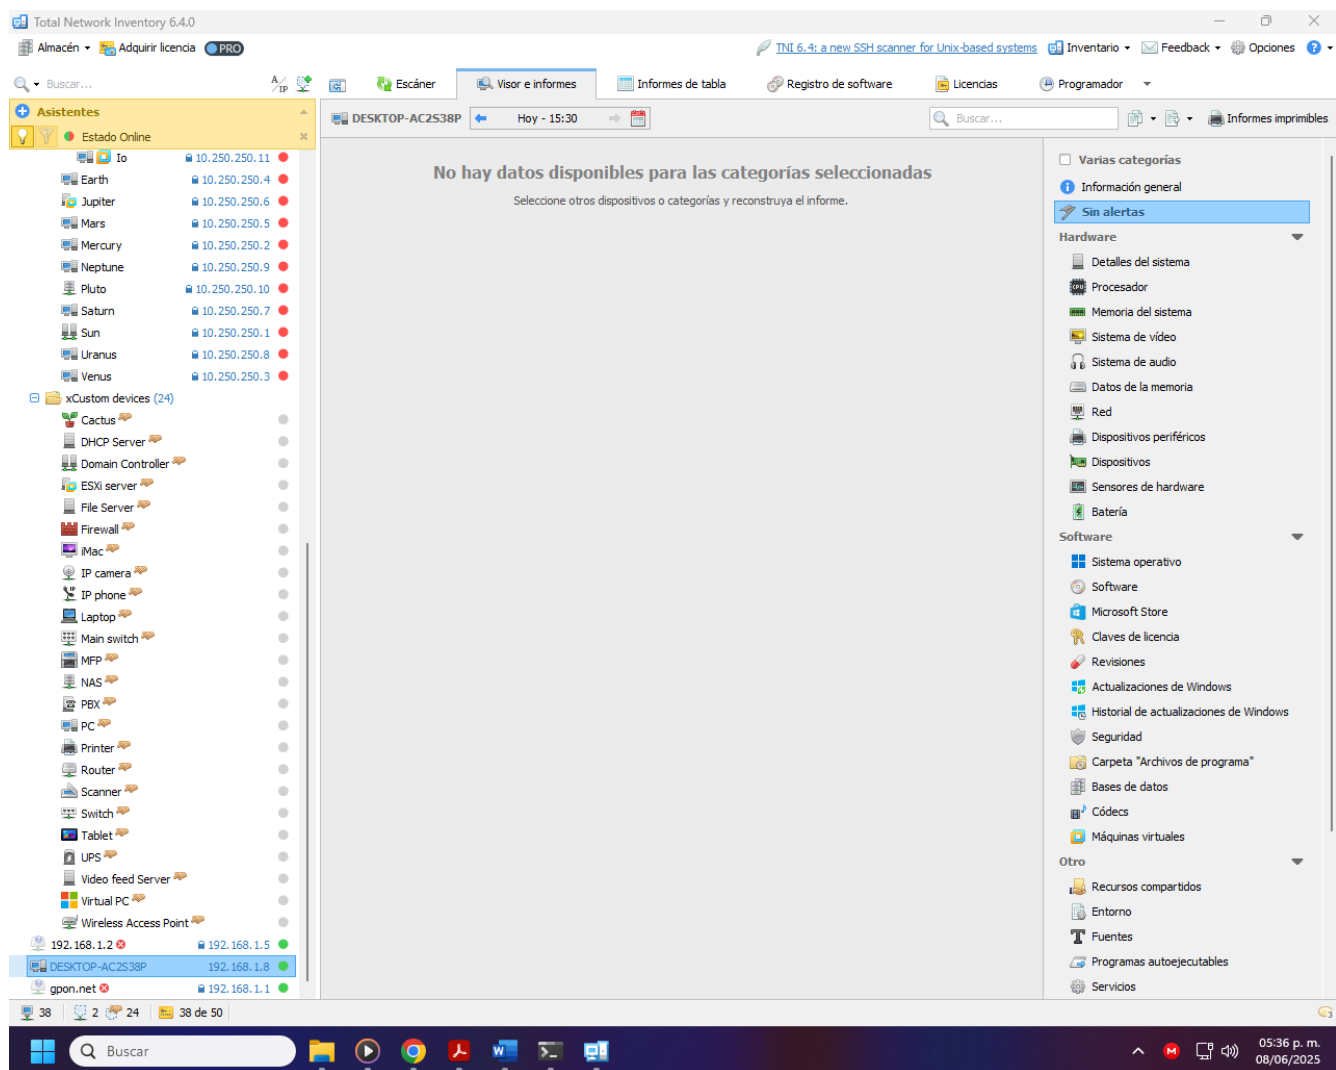 Total Network Inventory 6.4.0
Almacén
Adquirir licencia
PRO
TNI 6.4: a new SSH scanner for Unix-based systems
Inventario
Feedback
Opciones
Buscar...
A/IP
Escáner
Visor e informes
Informes de tabla
Registro de software
Licencias
Programador
Asistentes
Estado Online
DESKTOP-AC2S38P
Hoy - 15:30
Buscar...
Informes imprimibles
Io 10.250.250.11
Earth 10.250.250.4
Jupiter 10.250.250.6
Mars 10.250.250.5
Mercury 10.250.250.2
Neptune 10.250.250.9
Pluto 10.250.250.10
Saturn 10.250.250.7
Sun 10.250.250.1
Uranus 10.250.250.8
Venus 10.250.250.3
xCustom devices (24)
Cactus
DHCP Server
Domain Controller
ESXi server
File Server
Firewall
iMac
IP camera
IP phone
Laptop
Main switch
MFP
NAS
PBX
PC
Printer
Router
Scanner
Switch
Tablet
UPS
Video feed Server
Virtual PC
Wireless Access Point
192.168.1.2 192.168.1.5
DESKTOP-AC2S38P 192.168.1.8
gpon.net 192.168.1.1
No hay datos disponibles para las categorías seleccionadas
Seleccione otros dispositivos o categorías y reconstruya el informe.
Varias categorías
Información general
Sin alertas
Hardware
Detalles del sistema
Procesador
Memoria del sistema
Sistema de vídeo
Sistema de audio
Datos de la memoria
Red
Dispositivos periféricos
Dispositivos
Sensores de hardware
Batería
Software
Sistema operativo
Software
Microsoft Store
Claves de licencia
Revisiones
Actualizaciones de Windows
Historial de actualizaciones de Windows
Seguridad
Carpeta "Archivos de programa"
Bases de datos
Códecs
Máquinas virtuales
Otro
Recursos compartidos
Entorno
Fuentes
Programas autoejecutables
Servicios
38
2
24
38 de 50
3
Buscar
05:36 p. m.
08/06/2025